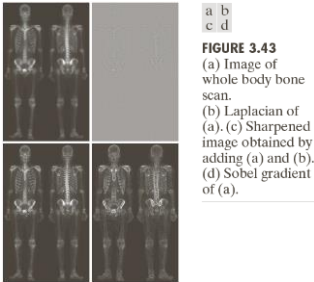 a b
c d
FIGURE 3.43
(a) Image of
whole body bone
scan.
(b) Laplacian of
(a). (c) Sharpened
image obtained by
adding (a) and (b).
(d) Sobel gradient
of (a).